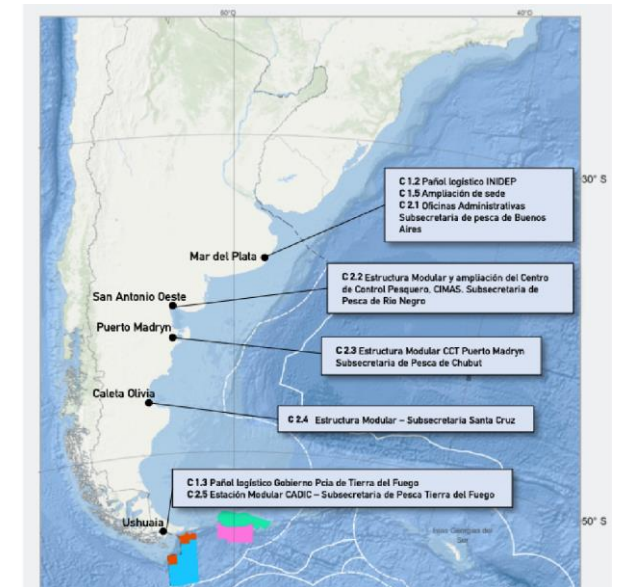 60° O
40° O
30° S
C 1.2 Pañol logístico INIDEP
C 1.5 Ampliación de sede
C 2.1 Oficinas Administrativas
Subsecretaria de pesca de Buenos
Aires
Mar del Plata
C 2.2 Estructura Modular y ampliación del Centro
de Control Pesquero, CIMAS. Subsecretaria de
Pesca de Río Negro
San Antonio Oeste
Puerto Madryn
C 2.3 Estructura Modular CCT Puerto Madryn
Subsecretaria de Pesca de Chubut
Caleta Olivia
C 2.4 Estructura Modular – Subsecretaria Santa Cruz
C 1.3 Pañol logístico Gobierno Pcia de Tierra del Fuego
C 2.5 Estación Modular CADIC – Subsecretaria de Pesca Tierra del Fuego
Ushuaia
50° S
Islas Georgias del
Sur